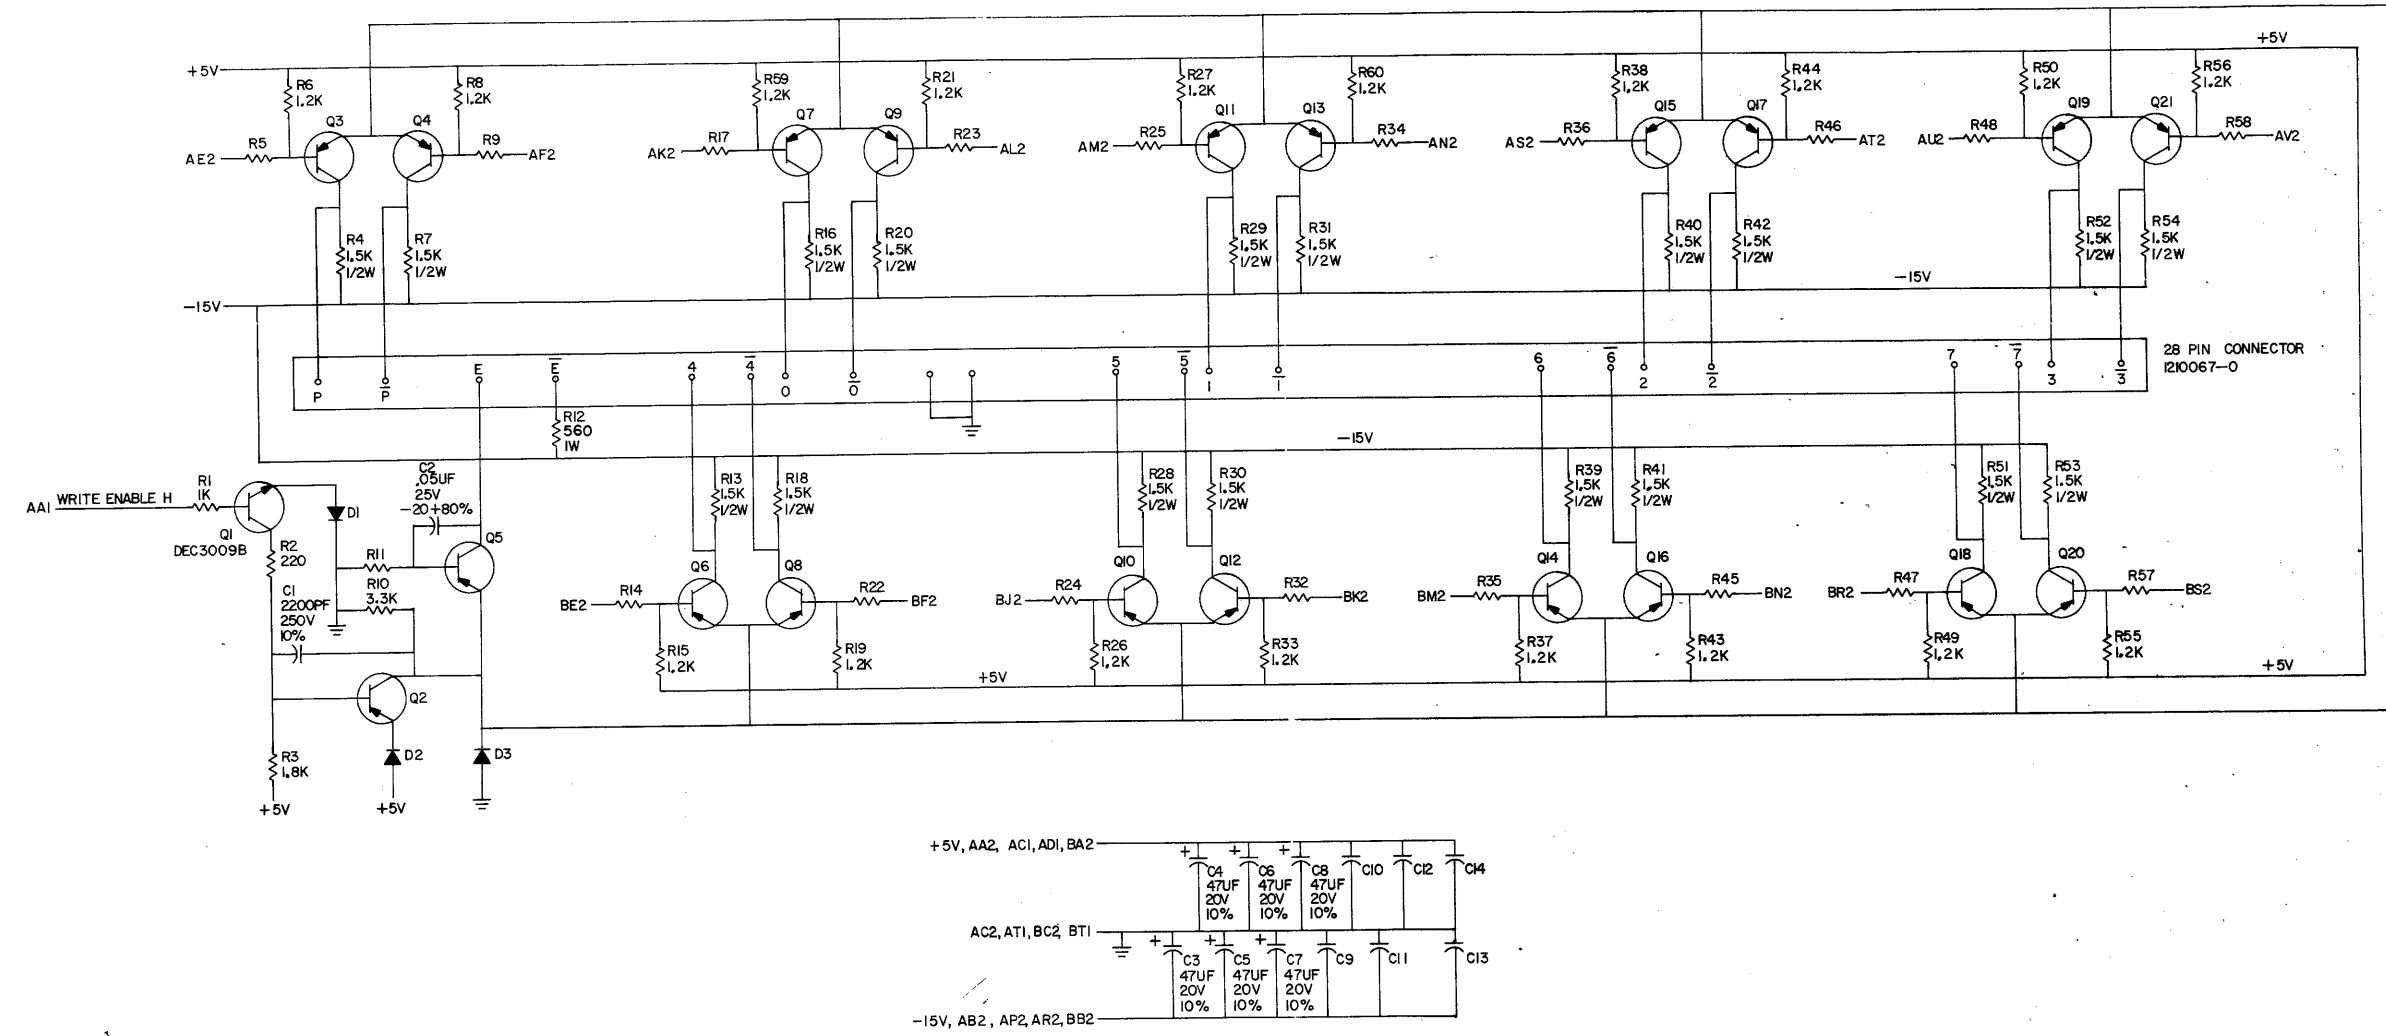 +5V
+5V
R6
1.2K
R8
1.2K
R59
1.2K
R21
1.2K
R27
1.2K
R60
1.2K
R38
1.2K
R44
1.2K
R50
1.2K
R56
1.2K
AE2
R5
Q3
Q4
R9
AF2
AK2
R17
Q7
Q9
R23
AL2
AM2
R25
Q11
Q13
R34
AN2
AS2
R36
Q15
Q17
R46
AT2
AU2
R48
Q19
Q21
R58
AV2
R4
1.5K
1/2W
R7
1.5K
1/2W
R16
1.5K
1/2W
R20
1.5K
1/2W
R29
1.5K
1/2W
R31
1.5K
1/2W
R40
1.5K
1/2W
R42
1.5K
1/2W
R52
1.5K
1/2W
R54
1.5K
1/2W
-15V
-15V
P
P̅
E
E̅
4
4̅
0
0̅
5
5̅
1
1̅
6
6̅
2
2̅
7
7̅
3
3̅
28 PIN CONNECTOR
1210067-0
R12
560
1W
-15V
AA1 WRITE ENABLE H
R1
1K
Q1
DEC3009B
D1
C2
.05UF
25V
-20+80%
Q5
R2
220
R11
R10
3.3K
C1
2200PF
250V
10%
Q2
R3
1.8K
D2
D3
+5V
+5V
R13
1.5K
1/2W
R18
1.5K
1/2W
R28
1.5K
1/2W
R30
1.5K
1/2W
R39
1.5K
1/2W
R41
1.5K
1/2W
R51
1.5K
1/2W
R53
1.5K
1/2W
BE2
R14
Q6
Q8
R22
BF2
BJ2
R24
Q10
Q12
R32
BK2
BM2
R35
Q14
Q16
R45
BN2
BR2
R47
Q18
Q20
R57
BS2
R15
1.2K
R19
1.2K
R26
1.2K
R33
1.2K
R37
1.2K
R43
1.2K
R49
1.2K
R55
1.2K
+5V
+5V
+5V, AA2, AC1, AD1, BA2
+
C4
47UF
20V
10%
+
C6
47UF
20V
10%
+
C8
47UF
20V
10%
C10
C12
C14
AC2, AT1, BC2, BT1
+
C3
47UF
20V
10%
+
C5
47UF
20V
10%
+
C7
47UF
20V
10%
C9
C11
C13
-15V, AB2, AP2, AR2, BB2